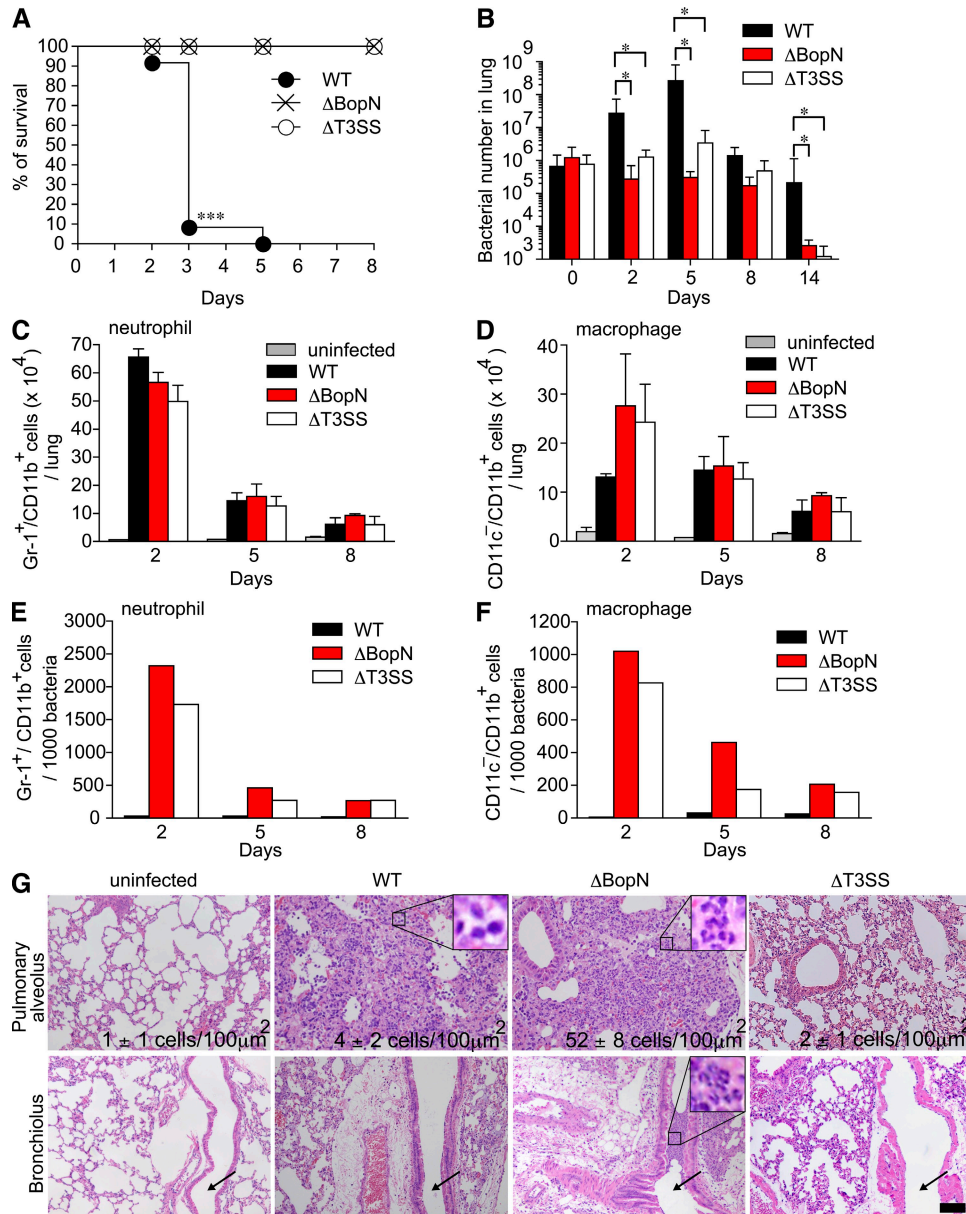 A
100
90
80
70
60
50
40
30
20
10
0
% of survival
WT
ΔBopN
ΔT3SS
***
0 1 2 3 4 5 6 7 8
Days
B
10^9
10^8
10^7
10^6
10^5
10^4
10^3
Bacterial number in lung
* * * * * *
WT
ΔBopN
ΔT3SS
0 2 5 8 14
Days
C
neutrophil
70
60
50
40
30
20
10
0
Gr-1^+/CD11b^+ cells (x 10^4)
/ lung
uninfected
WT
ΔBopN
ΔT3SS
2 5 8
Days
D
macrophage
40
30
20
10
0
CD11c^−/CD11b^+ cells (x 10^4)
/ lung
uninfected
WT
ΔBopN
ΔT3SS
2 5 8
Days
E
neutrophil
3000
2500
2000
1500
1000
500
0
Gr-1^+/ CD11b^+cells
/ 1000 bacteria
WT
ΔBopN
ΔT3SS
2 5 8
Days
F
macrophage
1200
1000
800
600
400
200
0
CD11c^−/CD11b^+ cells
/ 1000 bacteria
WT
ΔBopN
ΔT3SS
2 5 8
Days
G
uninfected WT ΔBopN ΔT3SS
Pulmonary
alveolus
1 ± 1 cells/100μm^2 4 ± 2 cells/100μm^2 52 ± 8 cells/100μm^2 2 ± 1 cells/100μm^2
Bronchiolus